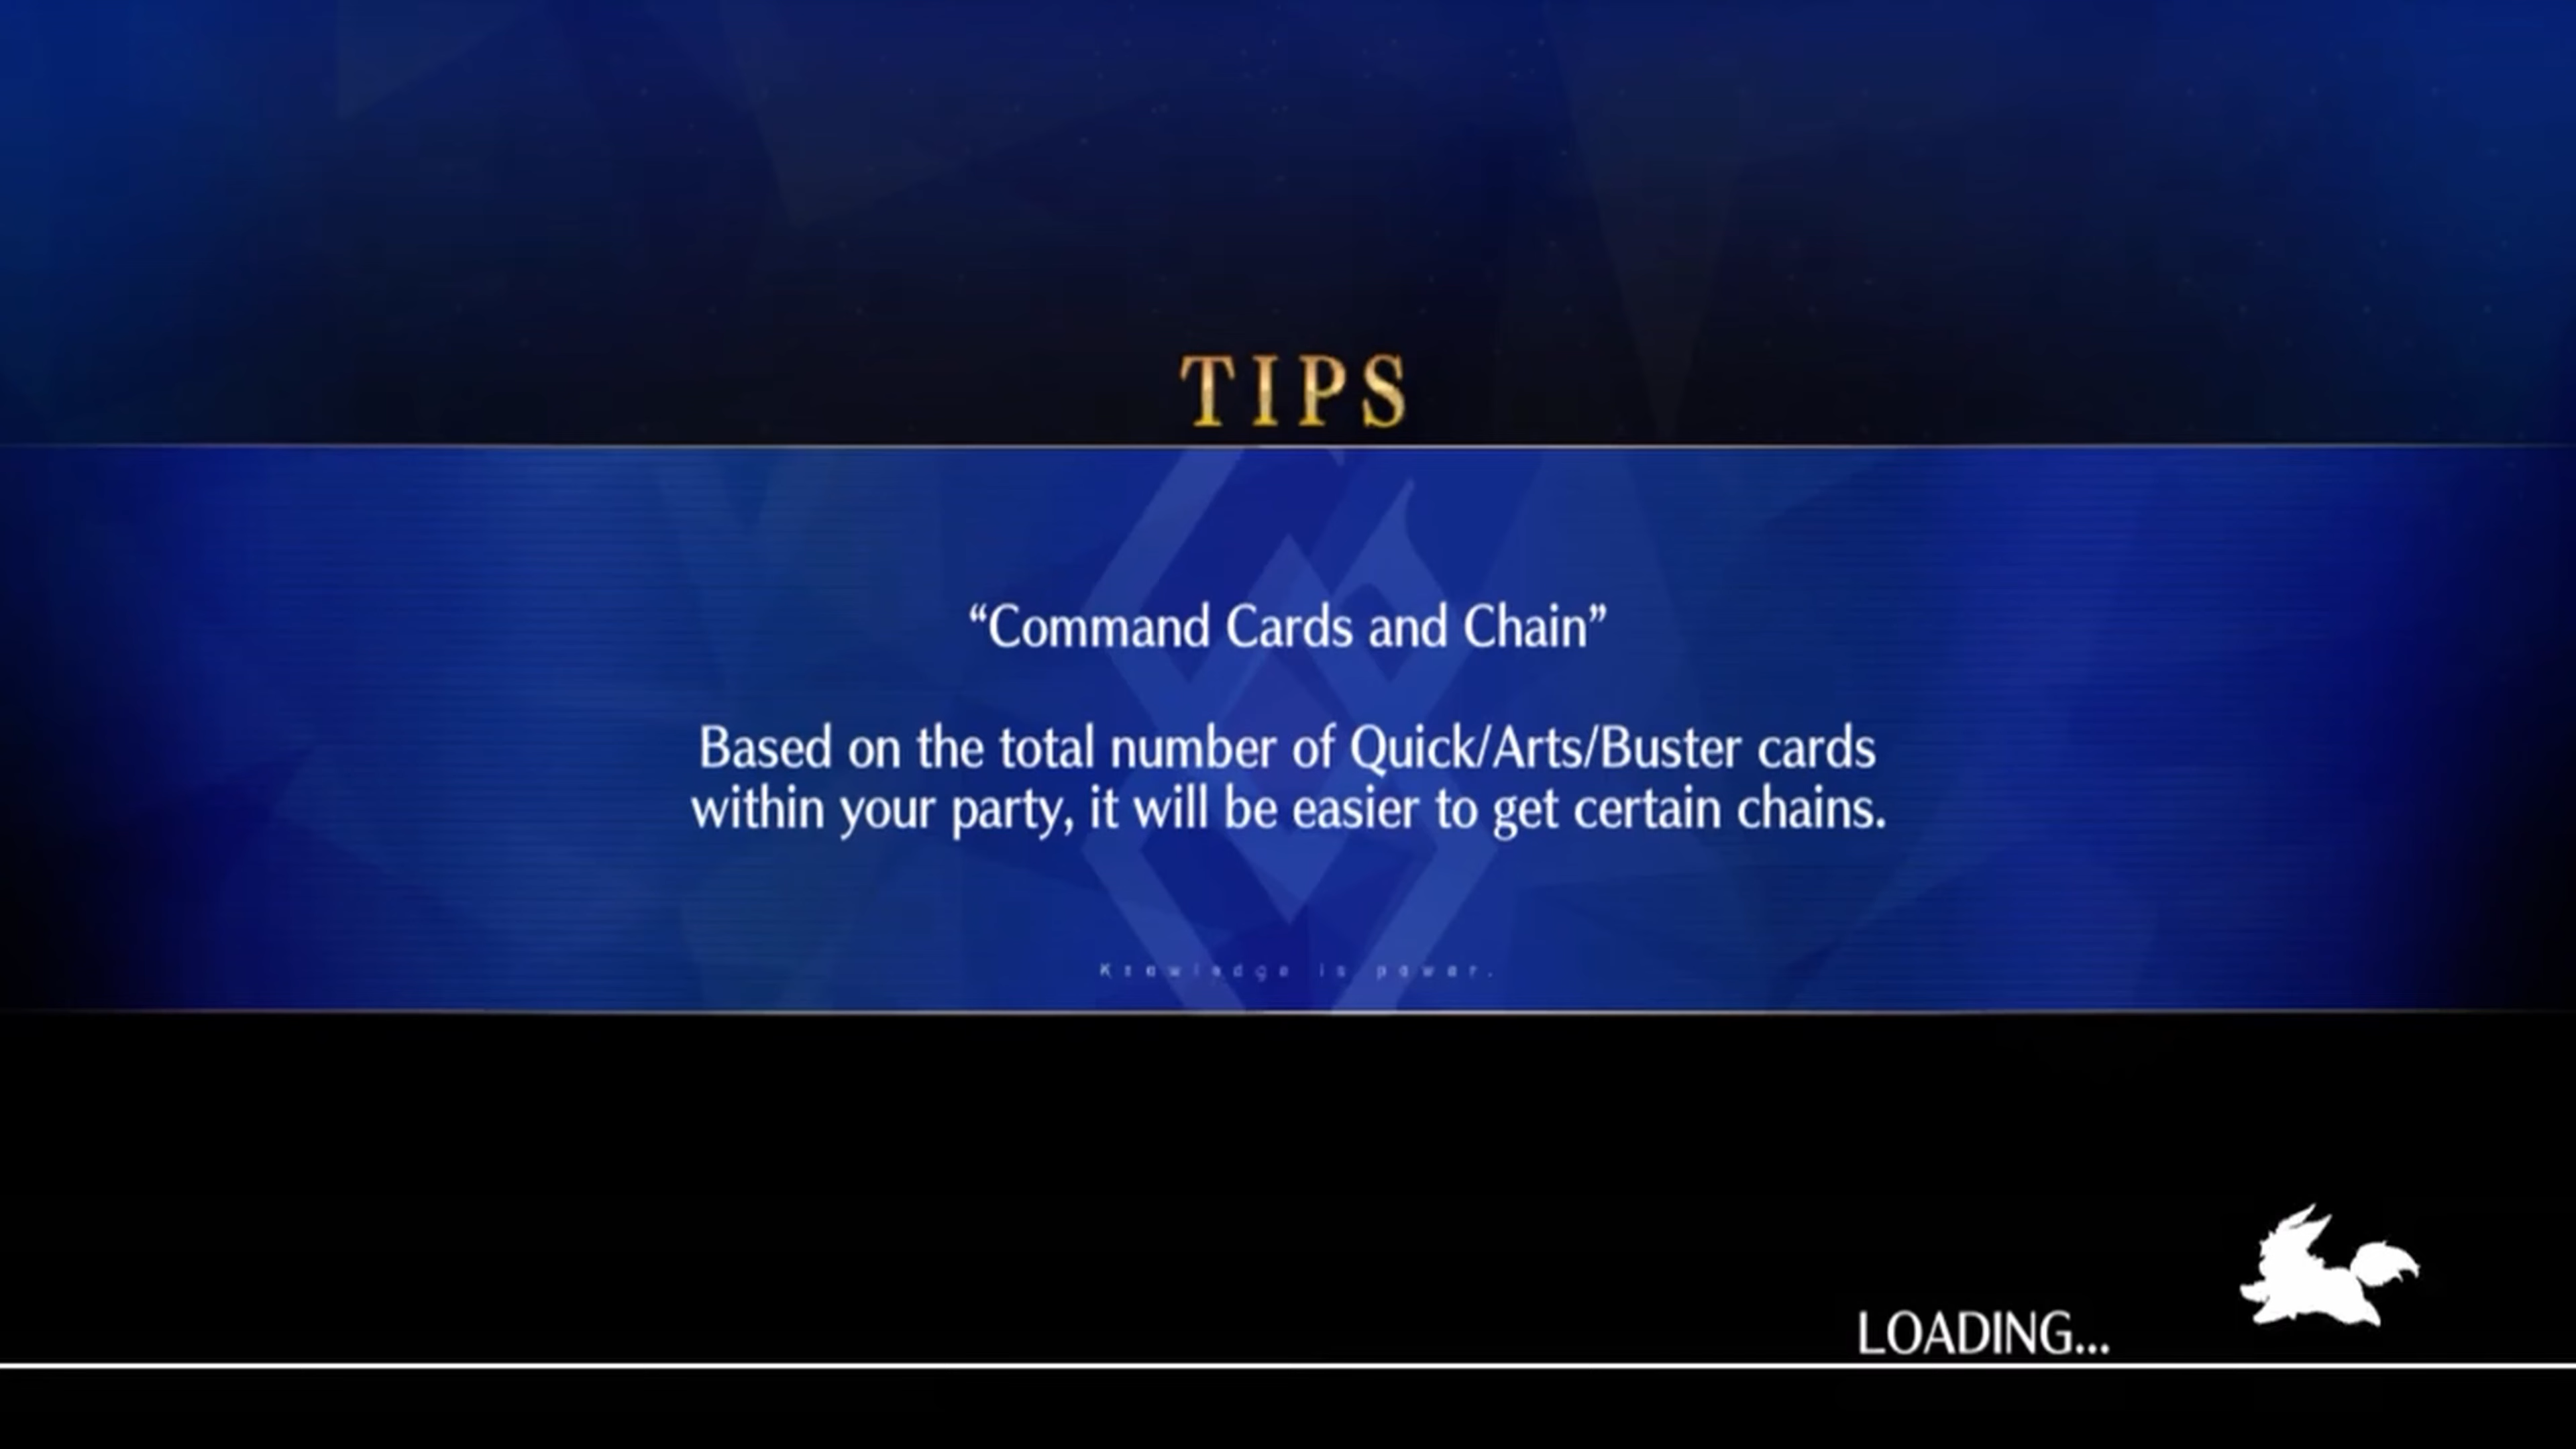 TIPS
“Command Cards and Chain”
Based on the total number of Quick/Arts/Buster cards
within your party, it will be easier to get certain chains.
Knowledge is power.
LOADING...